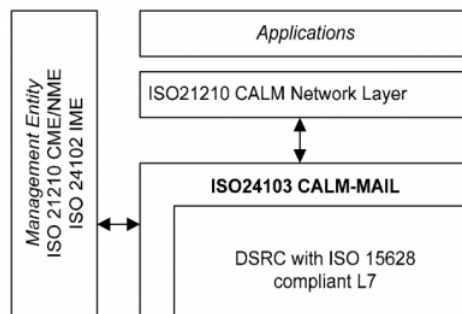 Management Entity
ISO 21210 CME/NME
ISO 24102 IME
Applications
ISO21210 CALM Network Layer
ISO24103 CALM-MAIL
DSRC with ISO 15628
compliant L7